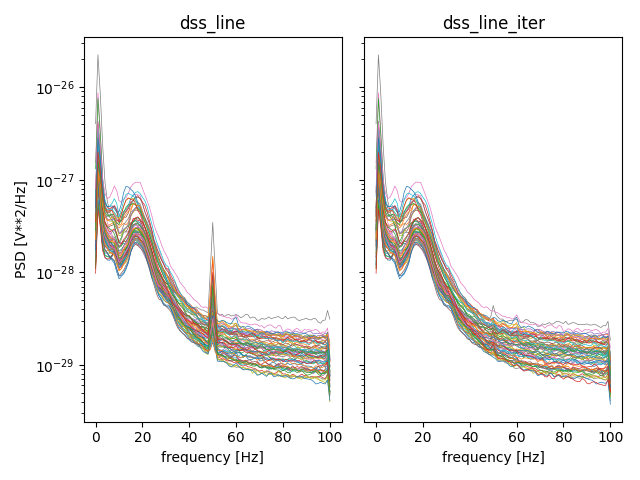 dss_line
dss_line_iter
PSD [V**2/Hz]
10⁻²⁶
10⁻²⁷
10⁻²⁸
10⁻²⁹
0 20 40 60 80 100
0 20 40 60 80 100
frequency [Hz]
frequency [Hz]